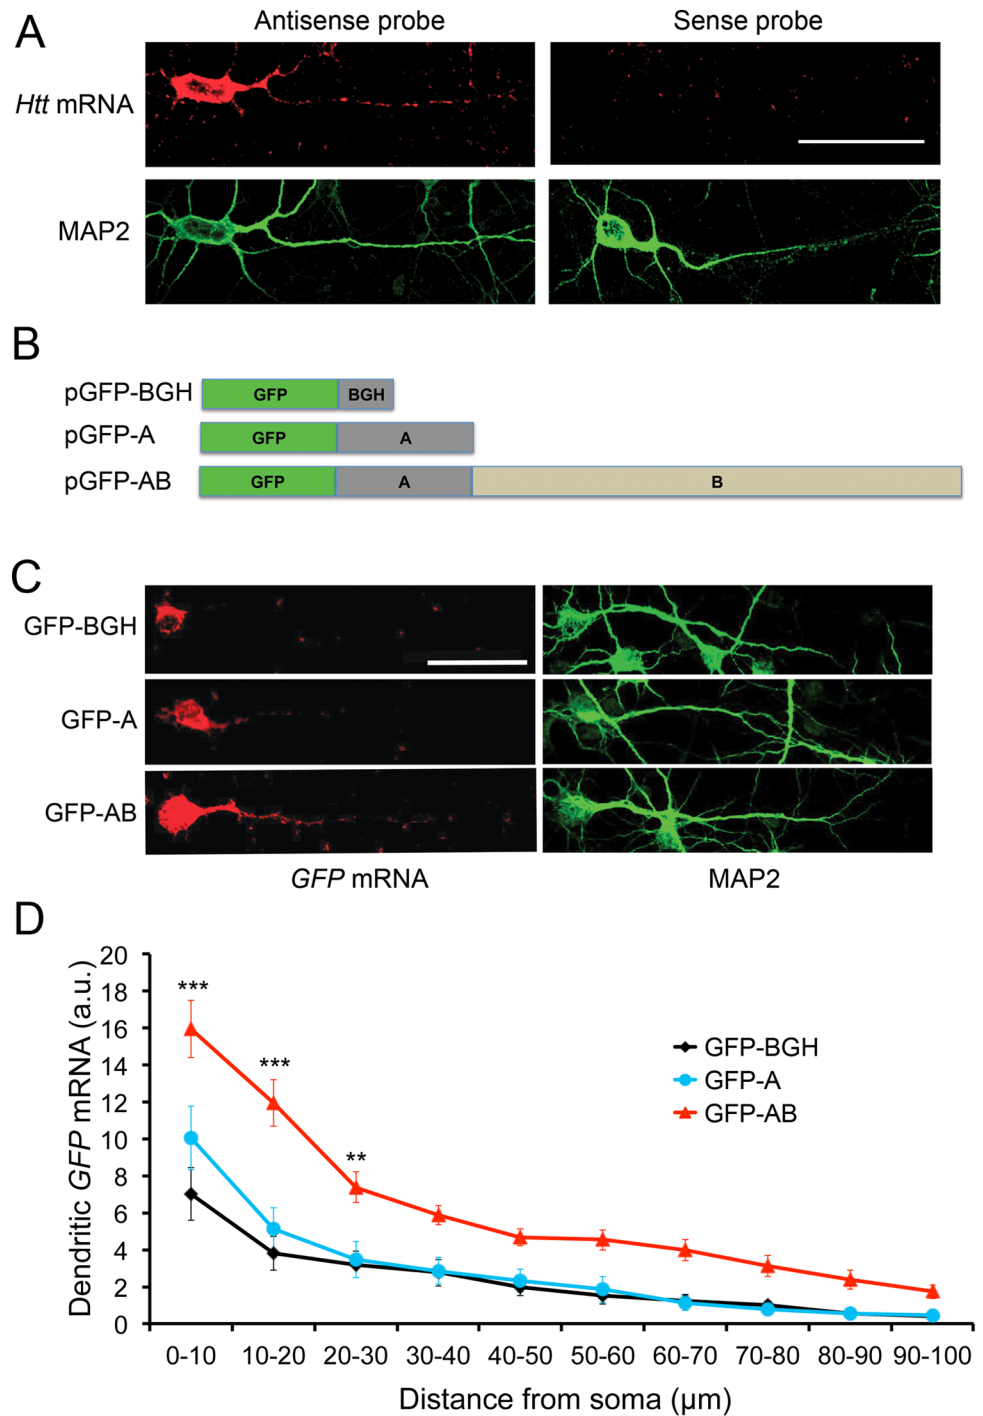 A
Antisense probe
Sense probe
Htt mRNA
MAP2
B
pGFP-BGH
GFP
BGH
pGFP-A
GFP
A
pGFP-AB
GFP
A
B
C
GFP-BGH
GFP-A
GFP-AB
GFP mRNA
MAP2
D
Dendritic GFP mRNA (a.u.)
20
18
16
14
12
10
8
6
4
2
0
***
***
**
GFP-BGH
GFP-A
GFP-AB
0-10 10-20 20-30 30-40 40-50 50-60 60-70 70-80 80-90 90-100
Distance from soma (μm)